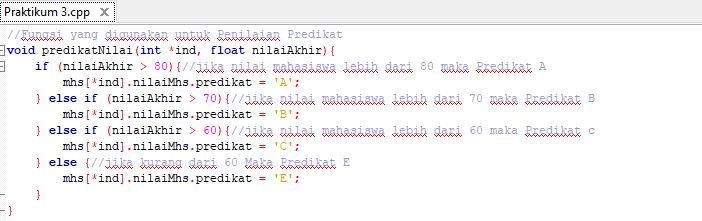 Praktikum 3.cpp
//Fungsi yang digunakan untuk Penilaian Predikat
void predikatNilai(int *ind, float nilaiAkhir){
    if (nilaiAkhir > 80){//jika nilai mahasiswa lebih dari 80 maka Predikat A
        mhs[*ind].nilaiMhs.predikat = 'A';
    } else if (nilaiAkhir > 70){//jika nilai mahasiswa lebih dari 70 maka Predikat B
        mhs[*ind].nilaiMhs.predikat = 'B';
    } else if (nilaiAkhir > 60){//jika nilai mahasiswa lebih dari 60 maka Predikat c
        mhs[*ind].nilaiMhs.predikat = 'C';
    } else {//jika kurang dari 60 Maka Predikat E
        mhs[*ind].nilaiMhs.predikat = 'E';
    }
}